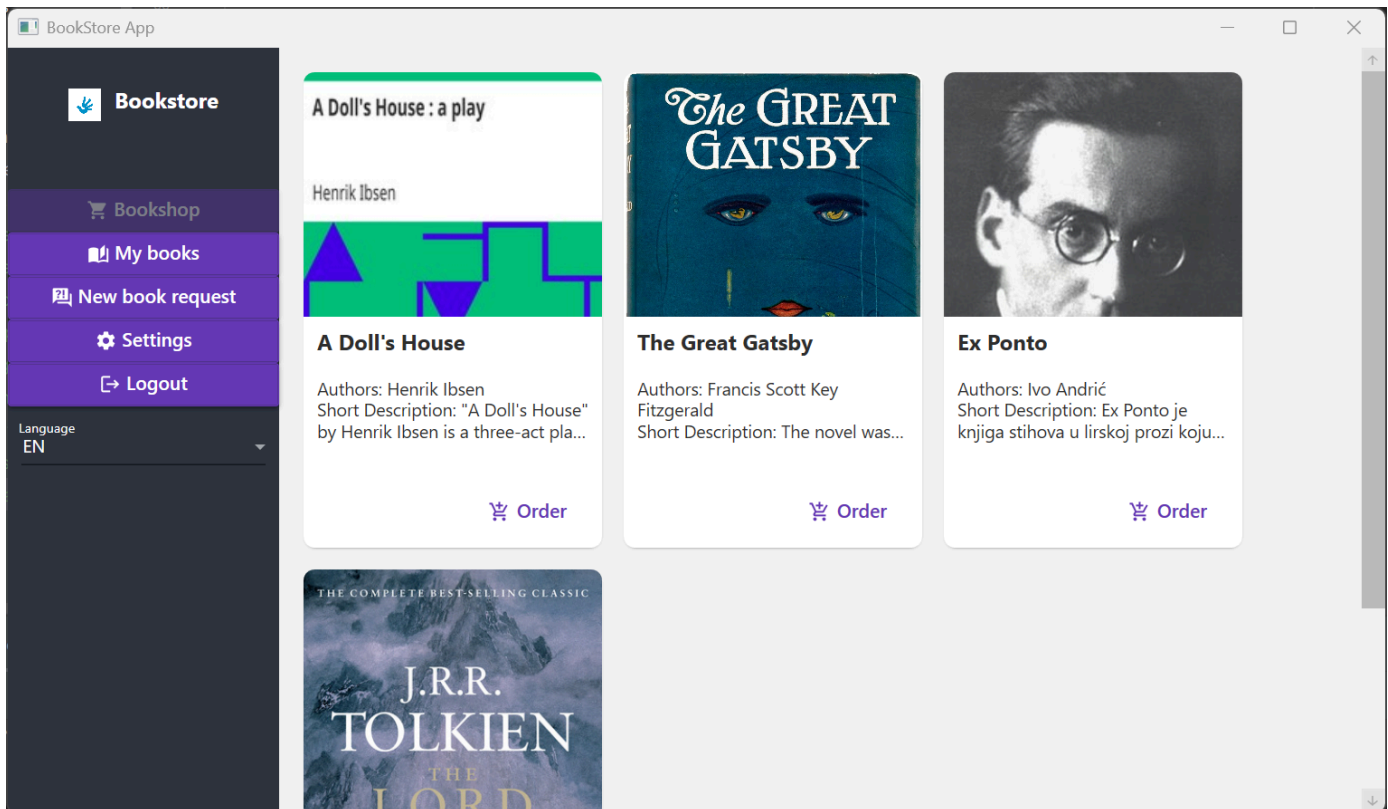 BookStore App
Bookstore
Bookshop
My books
New book request
Settings
Logout
Language
EN
A Doll's House : a play
Henrik Ibsen
A Doll's House
Authors: Henrik Ibsen
Short Description: "A Doll's House"
by Henrik Ibsen is a three-act pla...
Order
The GREAT
GATSBY
The Great Gatsby
Authors: Francis Scott Key
Fitzgerald
Short Description: The novel was...
Order
Ex Ponto
Authors: Ivo Andrić
Short Description: Ex Ponto je
knjiga stihova u lirskoj prozi koju...
Order
THE COMPLETE BEST-SELLING CLASSIC
J.R.R.
TOLKIEN
THE
LORD